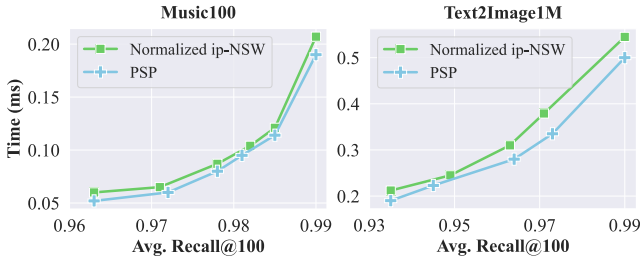 Music100
Text2Image1M
Time (ms)
0.20
0.15
0.10
0.05
Normalized ip-NSW
PSP
0.96
0.97
0.98
0.99
Avg. Recall@100
0.5
0.4
0.3
0.2
Normalized ip-NSW
PSP
0.93
0.95
0.97
0.99
Avg. Recall@100